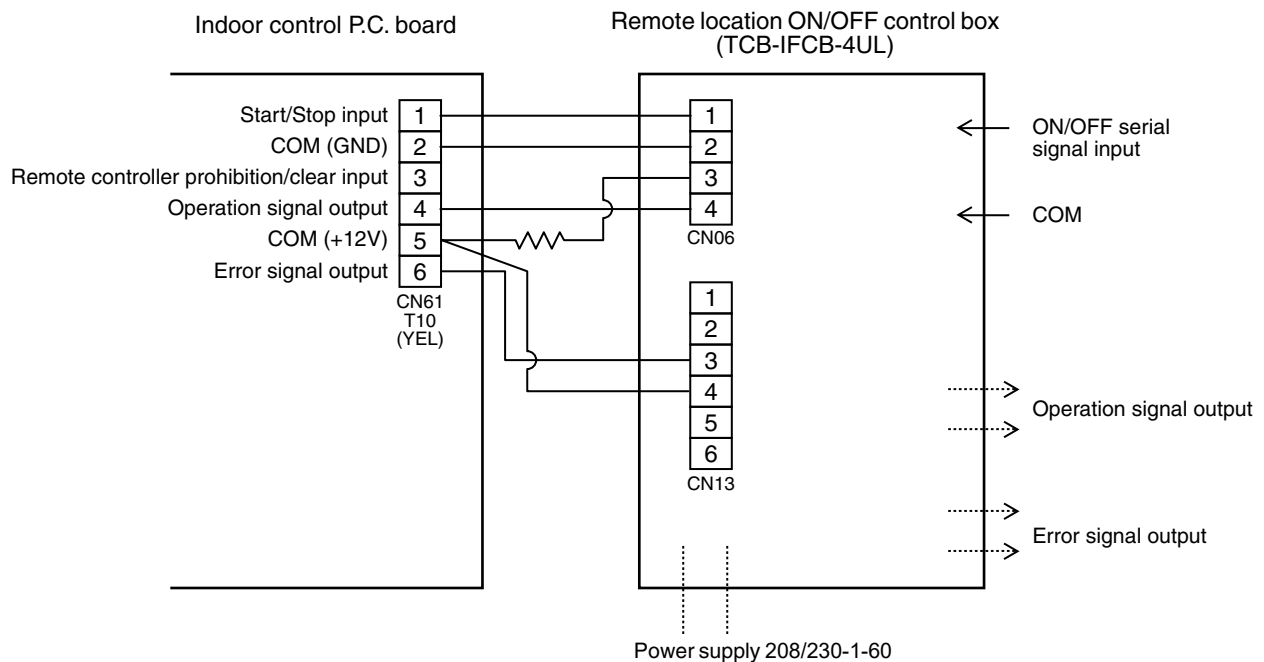 Indoor control P.C. board
Remote location ON/OFF control box
(TCB-IFCB-4UL)
Start/Stop input 1
COM (GND) 2
Remote controller prohibition/clear input 3
Operation signal output 4
COM (+12V) 5
Error signal output 6
CN61
T10
(YEL)
1
2
3
4
CN06
1
2
3
4
5
6
CN13
ON/OFF serial
signal input
COM
Operation signal output
Error signal output
Power supply 208/230-1-60